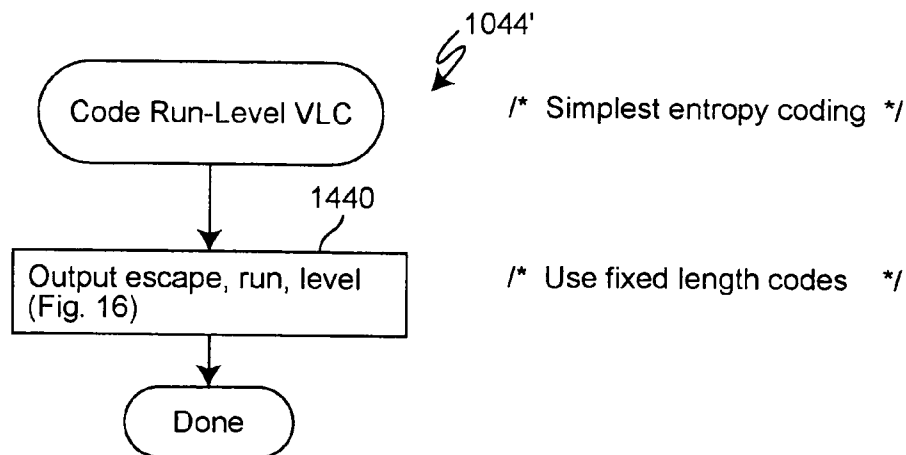 1044'
Code Run-Level VLC
/* Simplest entropy coding */
1440
Output escape, run, level
(Fig. 16)
/* Use fixed length codes */
Done